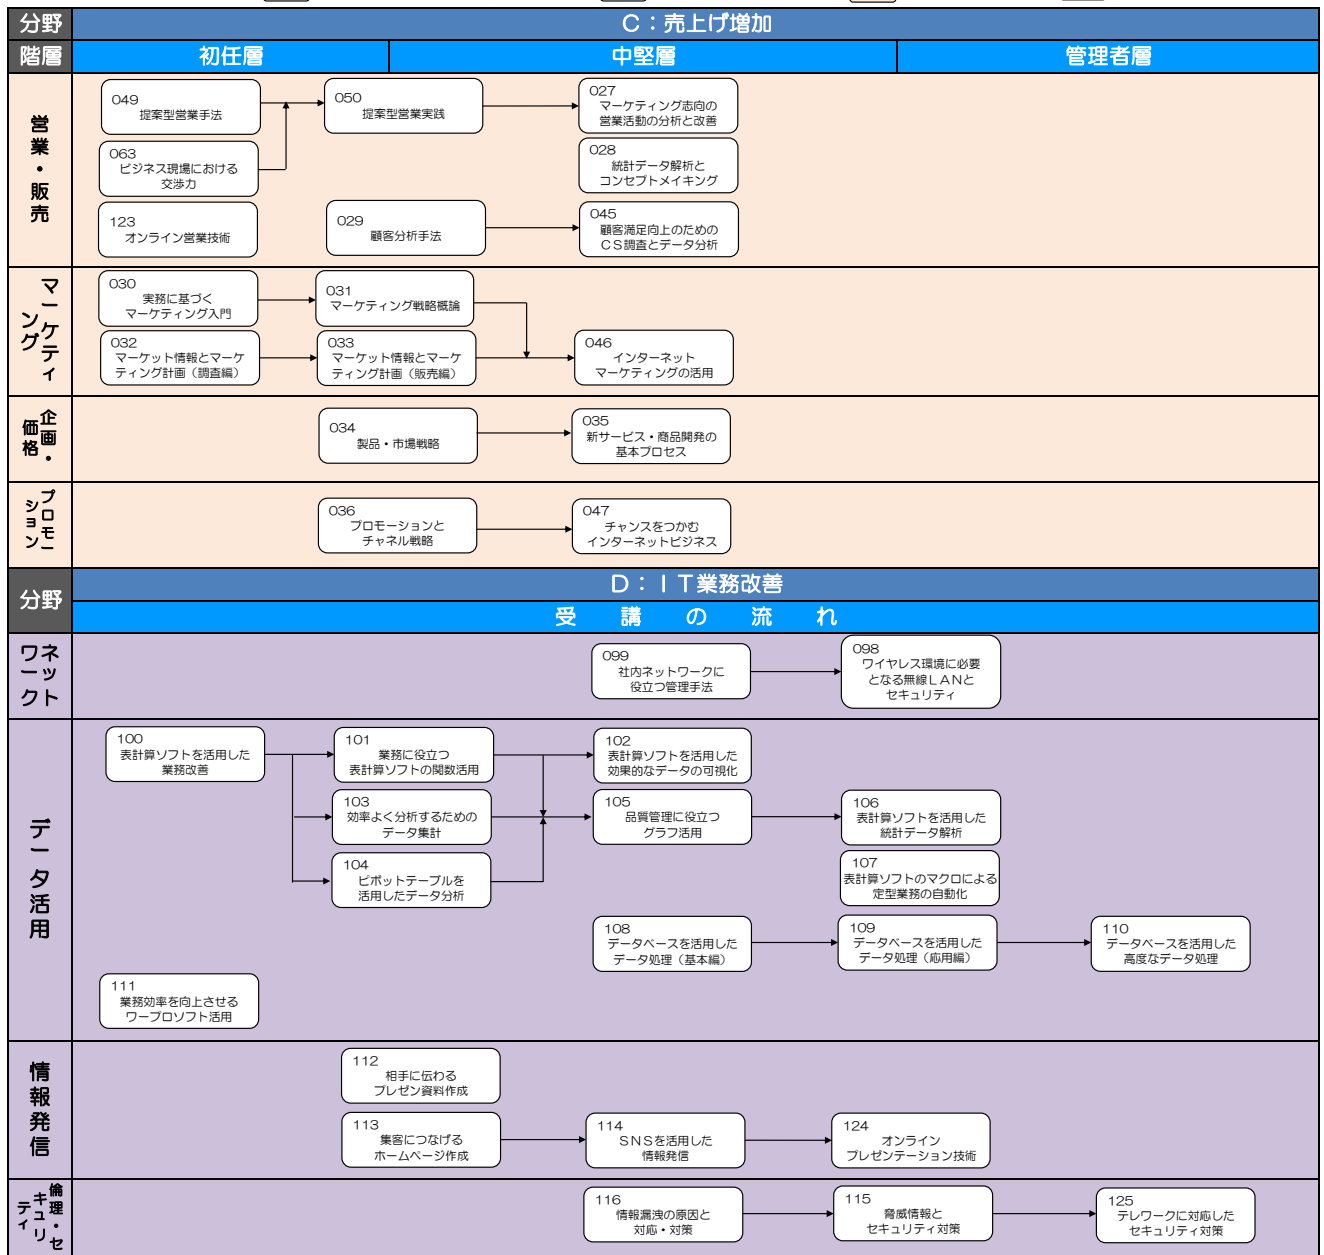 分野
C：売上げ増加
階層
初任層
中堅層
管理者層
営業・販売
049
提案型営業手法
050
提案型営業実践
027
マーケティング志向の
営業活動の分析と改善
063
ビジネス現場における
交渉力
028
統計データ解析と
コンセプトメイキング
123
オンライン営業技術
029
顧客分析手法
045
顧客満足向上のための
CS調査とデータ分析
マーケティ
ング
030
実務に基づく
マーケティング入門
031
マーケティング戦略概論
032
マーケット情報とマーケ
ティング計画（調査編）
033
マーケット情報とマーケ
ティング計画（販売編）
046
インターネット
マーケティングの活用
企画・
価格
034
製品・市場戦略
035
新サービス・商品開発の
基本プロセス
プロモー
ション
036
プロモーションと
チャネル戦略
047
チャンスをつかむ
インターネットビジネス
分野
D：IT業務改善
受講の流れ
ネット
ワーク
099
社内ネットワークに
役立つ管理手法
098
ワイヤレス環境に必要
となる無線LANと
セキュリティ
データ活用
100
表計算ソフトを活用した
業務改善
101
業務に役立つ
表計算ソフトの関数活用
102
表計算ソフトを活用した
効果的なデータの可視化
103
効率よく分析するための
データ集計
105
品質管理に役立つ
グラフ活用
106
表計算ソフトを活用した
統計データ解析
104
ピボットテーブルを
活用したデータ分析
107
表計算ソフトのマクロによる
定型業務の自動化
108
データベースを活用した
データ処理（基本編）
109
データベースを活用した
データ処理（応用編）
110
データベースを活用した
高度なデータ処理
111
業務効率を向上させる
ワープロソフト活用
情報発信
112
相手に伝わる
プレゼン資料作成
113
集客につなげる
ホームページ作成
114
SNSを活用した
情報発信
124
オンライン
プレゼンテーション技術
倫理・セ
キュリ
ティ
116
情報漏洩の原因と
対応・対策
115
脅威情報と
セキュリティ対策
125
テレワークに対応した
セキュリティ対策